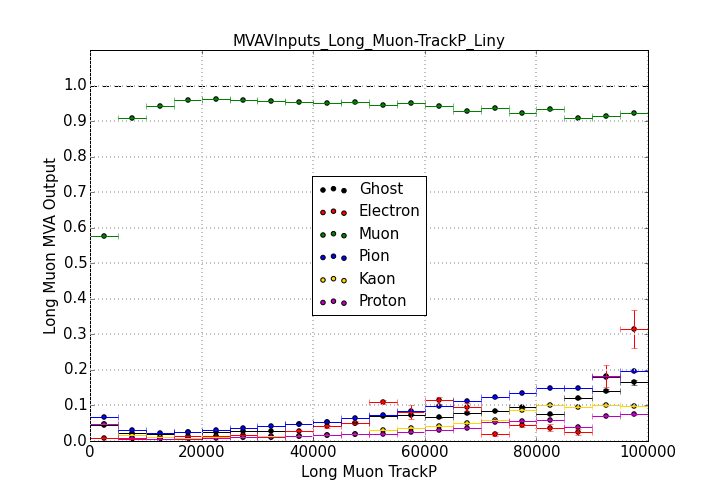 MVAVInputs_Long_Muon-TrackP_Liny
Long Muon MVA Output
1.0
0.9
0.8
0.7
0.6
0.5
0.4
0.3
0.2
0.1
0.0
Ghost
Electron
Muon
Pion
Kaon
Proton
0 20000 40000 60000 80000 100000
Long Muon TrackP